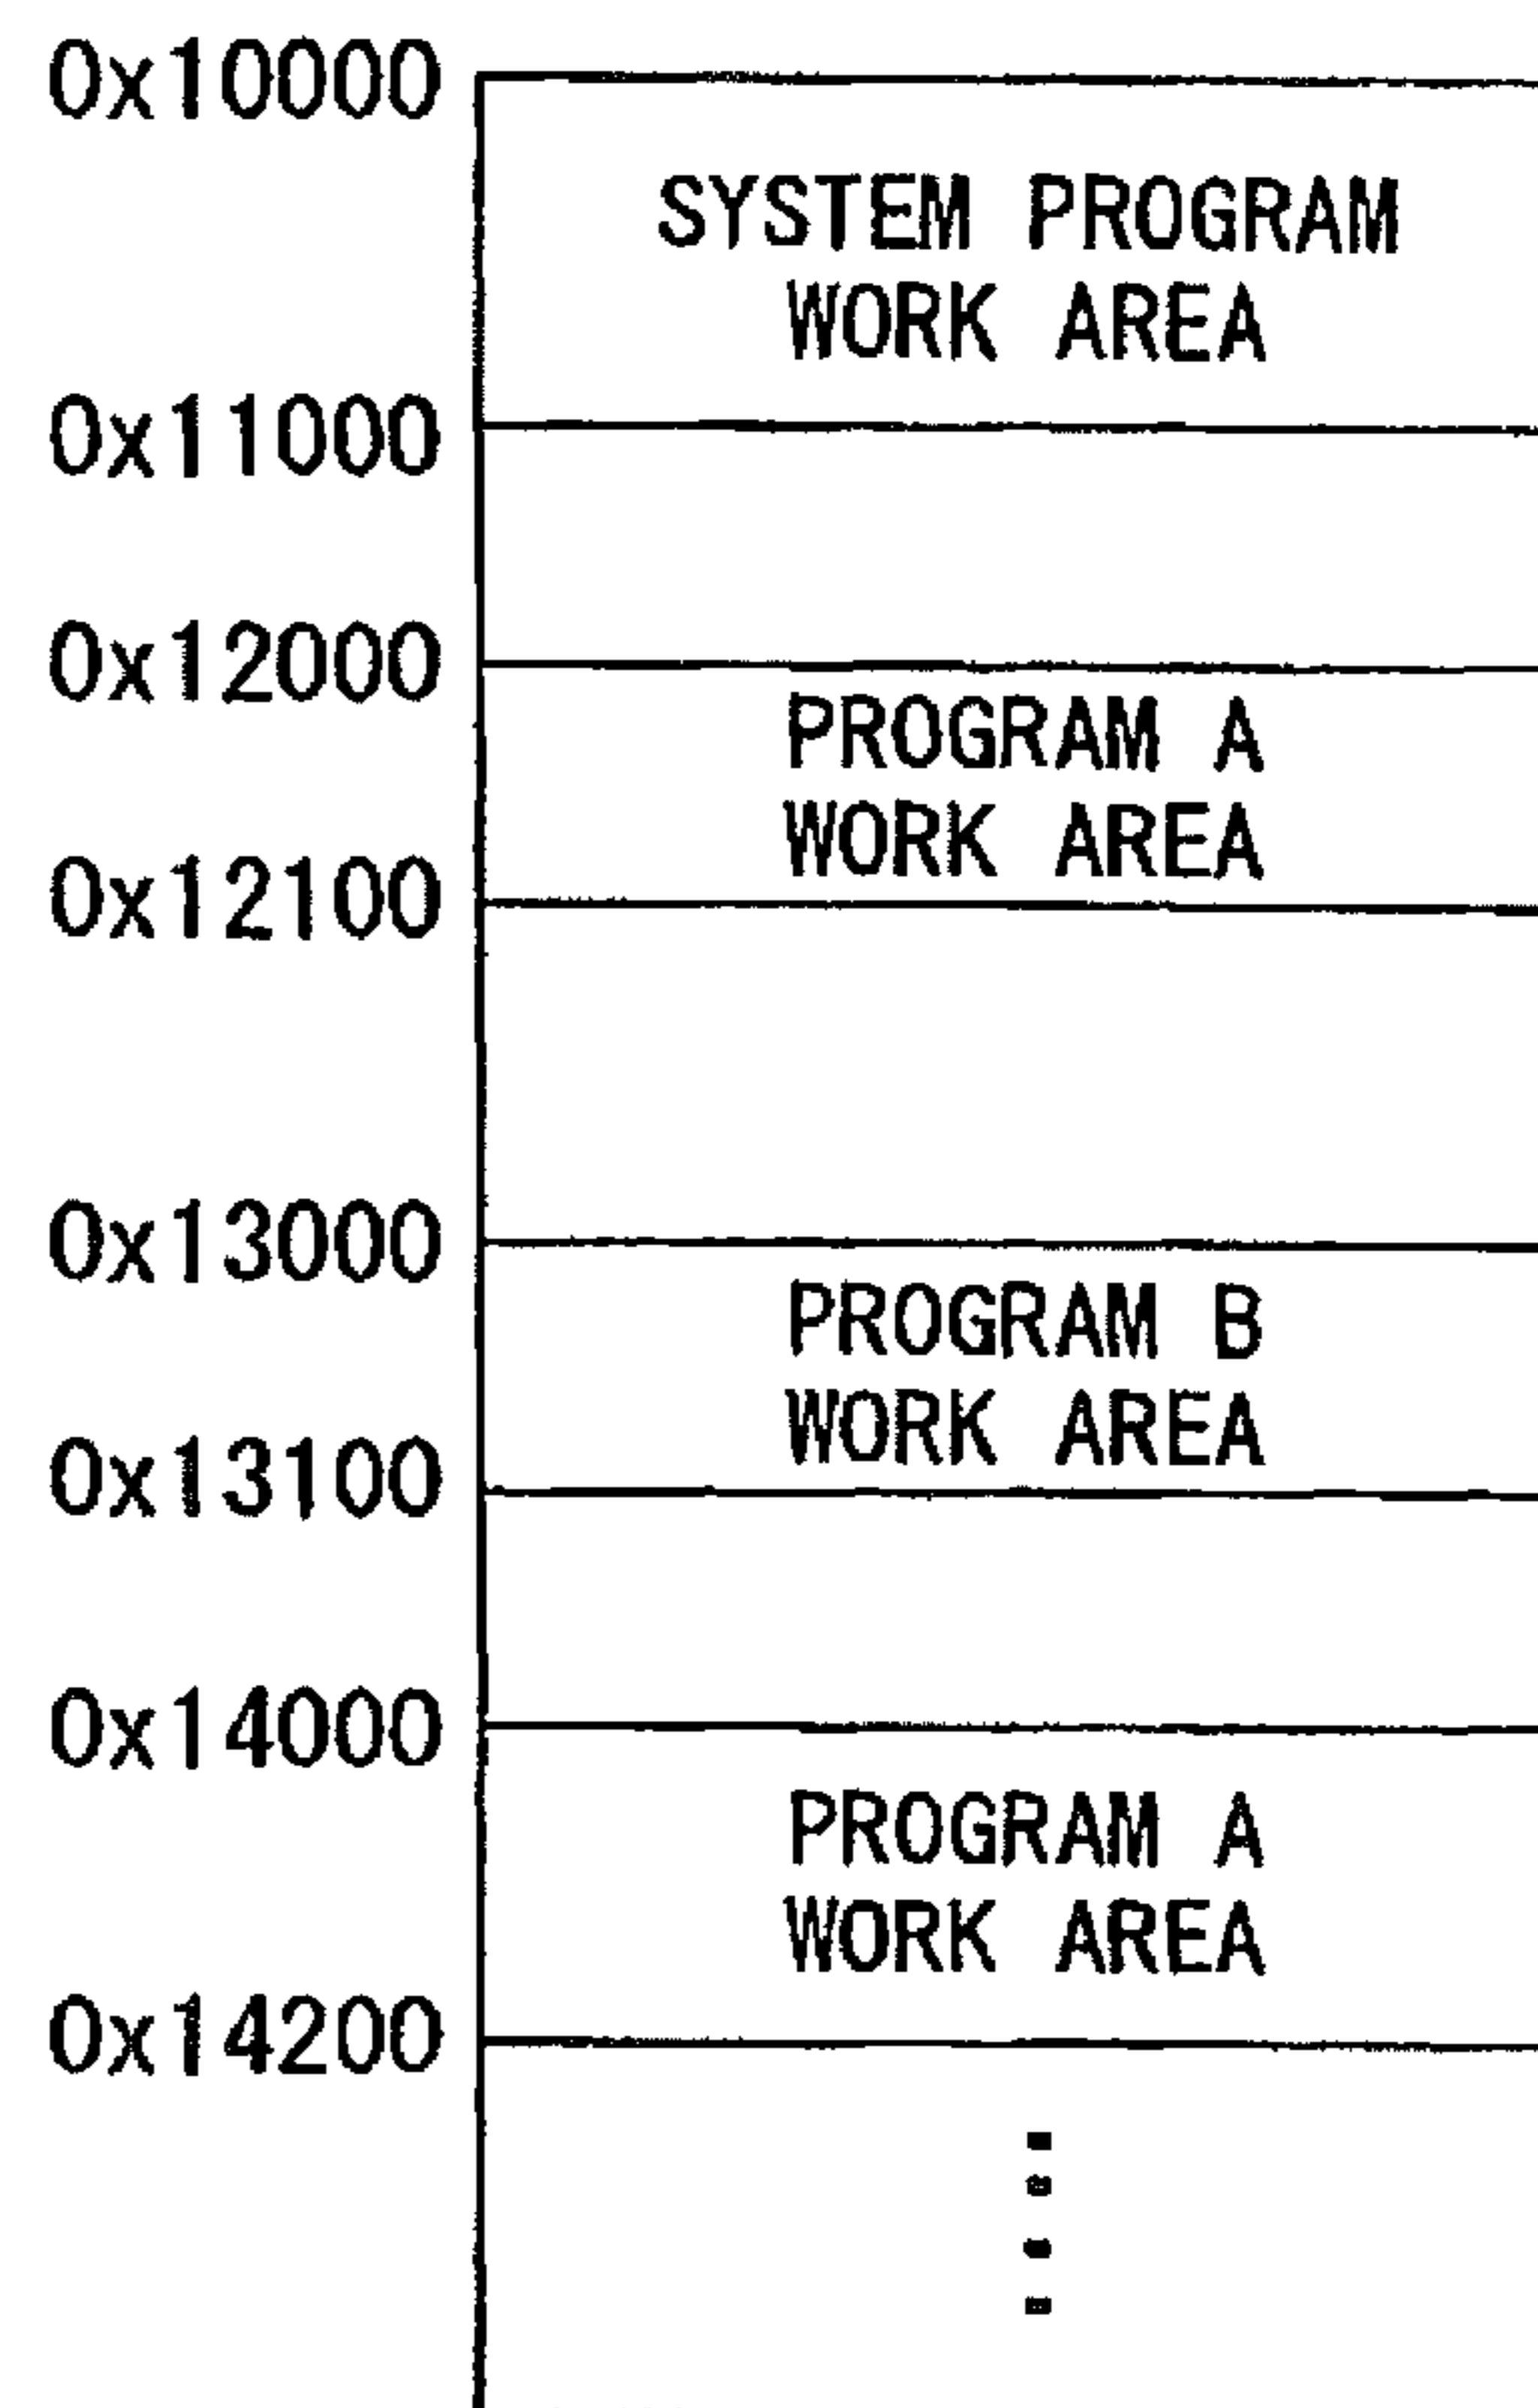 0x10000
SYSTEM PROGRAM
WORK AREA
0x11000
0x12000
PROGRAM A
WORK AREA
0x12100
0x13000
PROGRAM B
WORK AREA
0x13100
0x14000
PROGRAM A
WORK AREA
0x14200